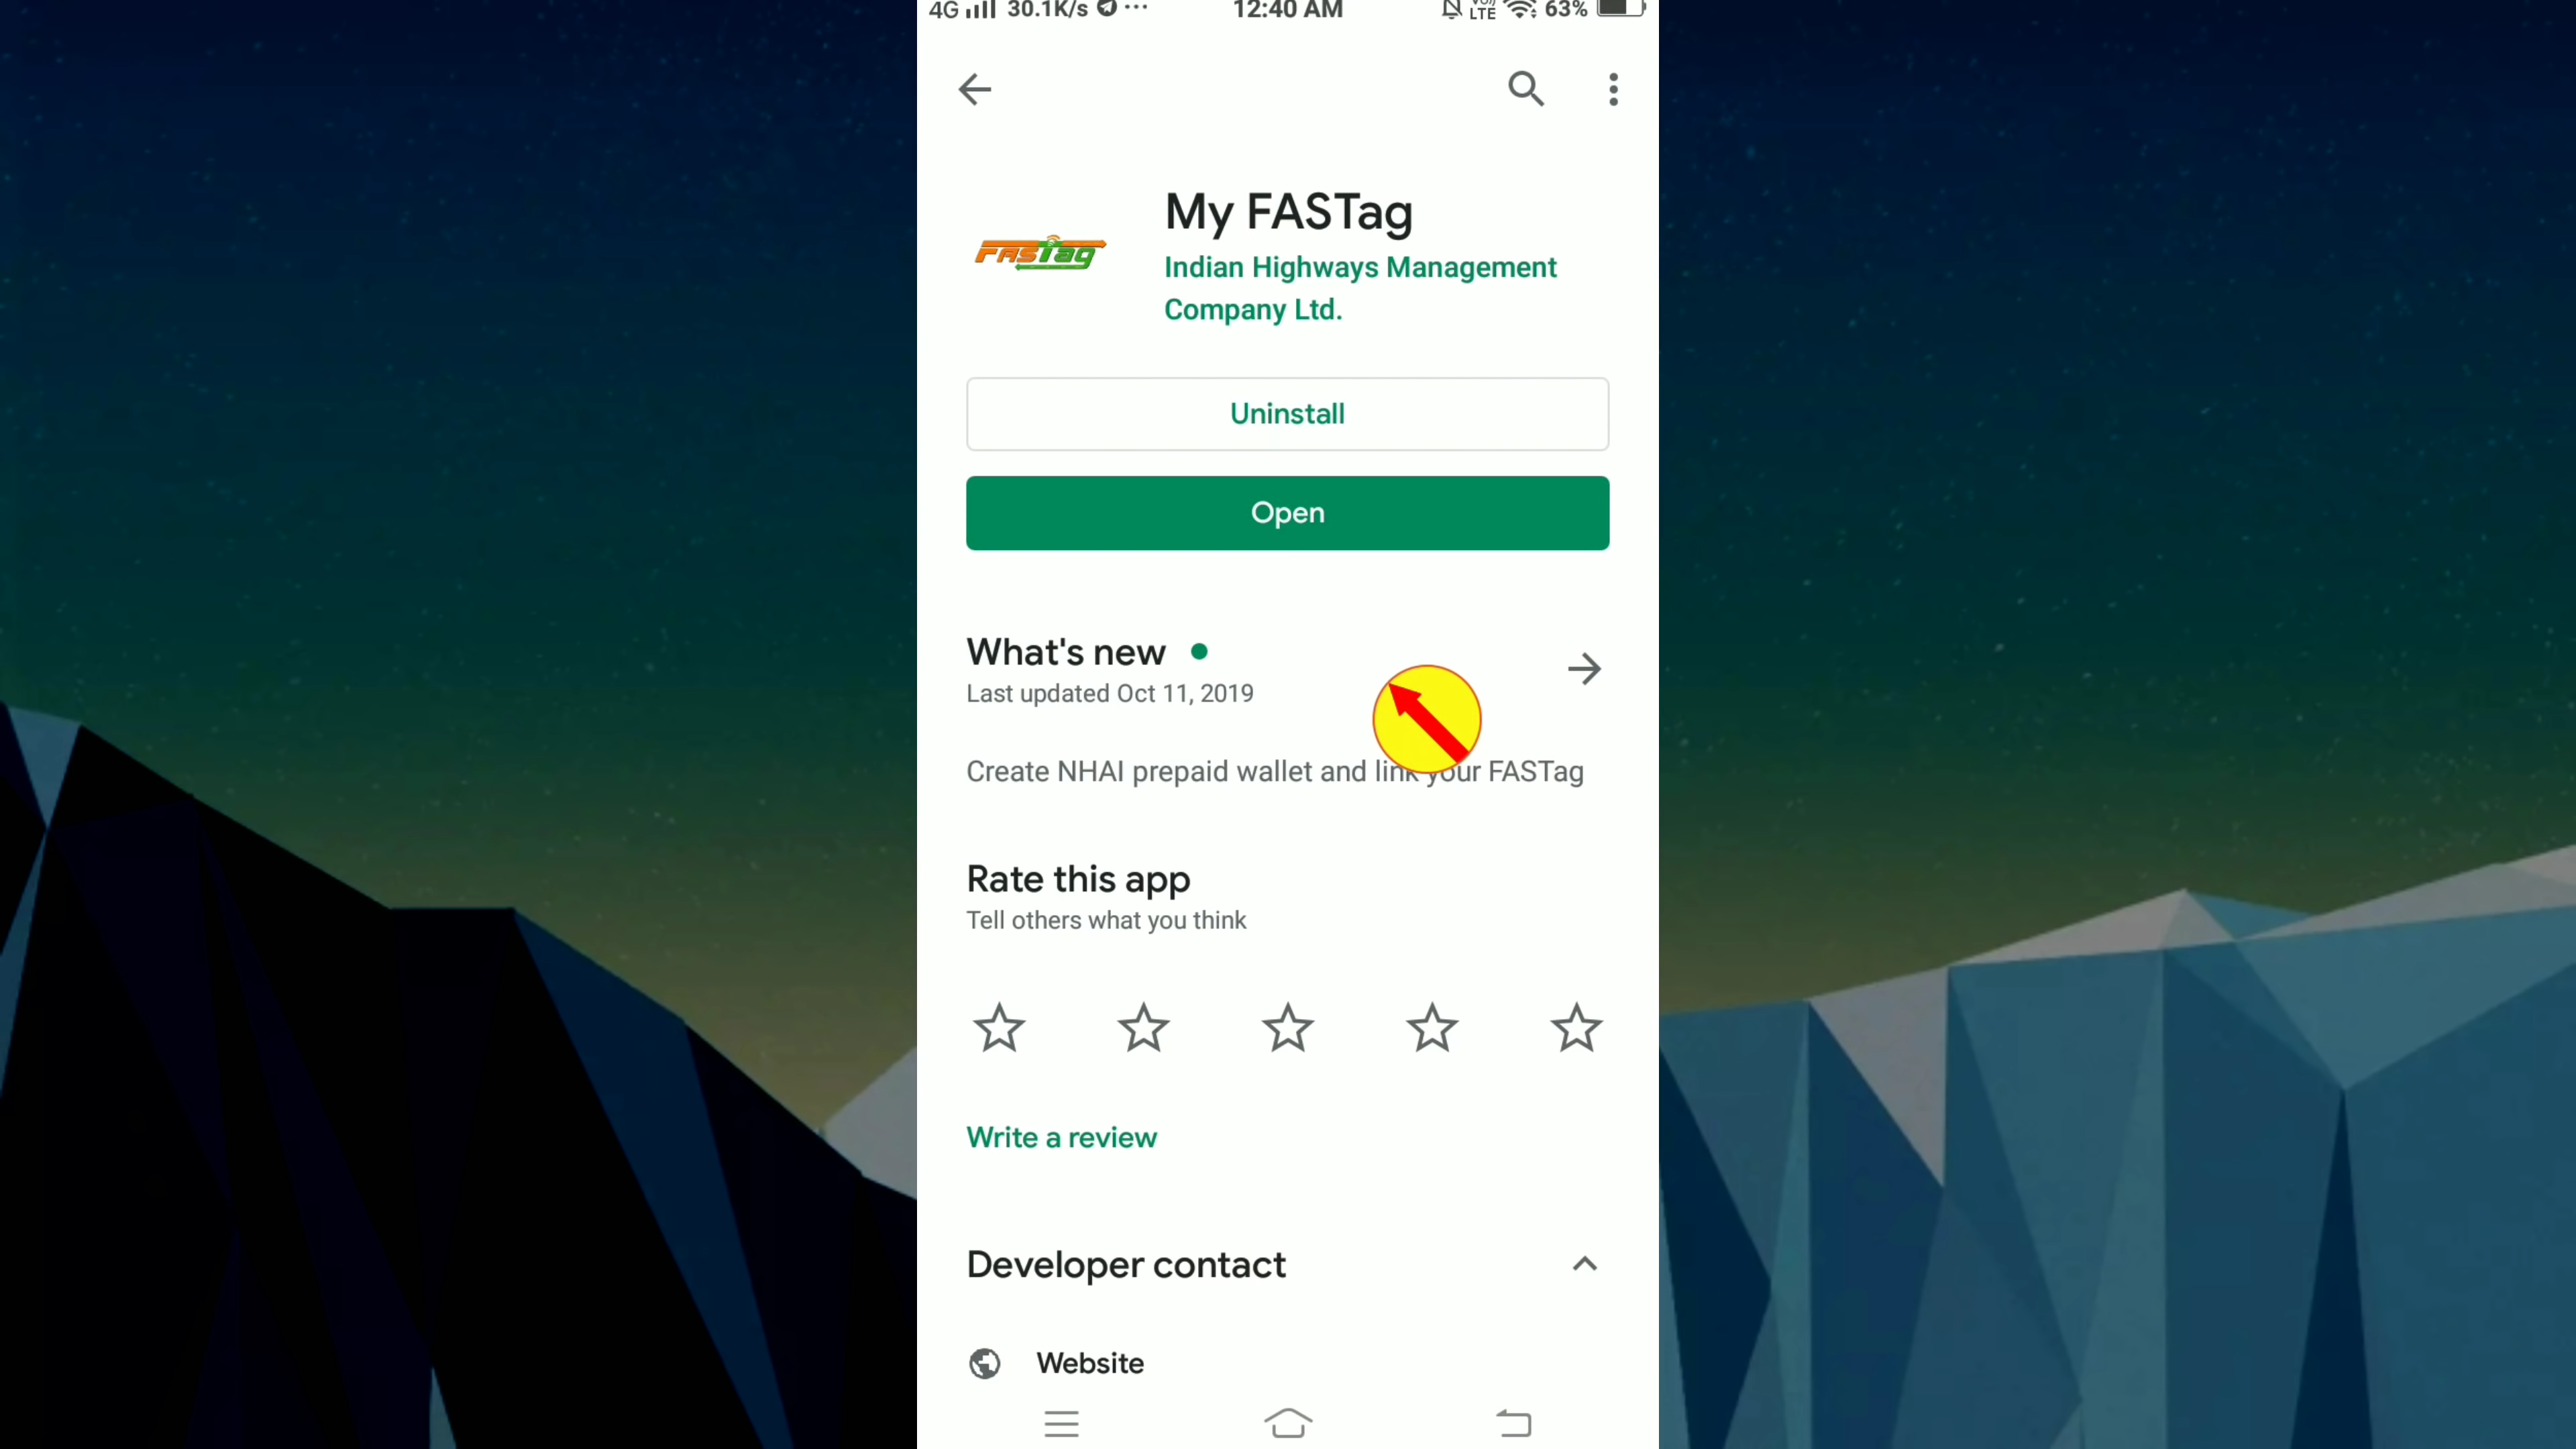 4G 30.1K/s ··· 12:40 AM LTE 63%
FASTag
My FASTag
Indian Highways Management
Company Ltd.
Uninstall
Open
What's new
Last updated Oct 11, 2019
Create NHAI prepaid wallet and link your FASTag
Rate this app
Tell others what you think
Write a review
Developer contact
Website